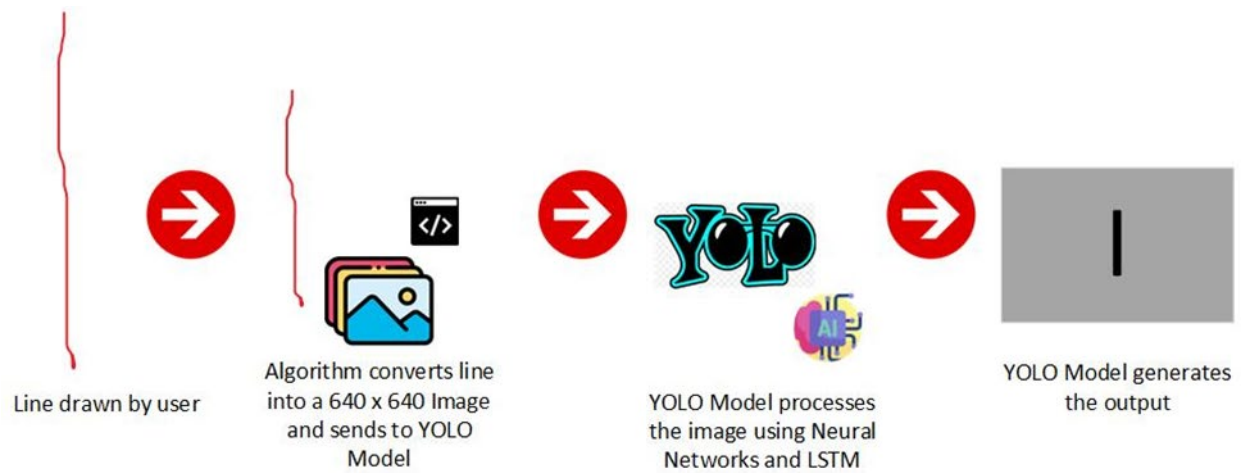 Line drawn by user
</>
Algorithm converts line
into a 640 x 640 Image
and sends to YOLO
Model
YOLO
AI
YOLO Model processes
the image using Neural
Networks and LSTM
YOLO Model generates
the output